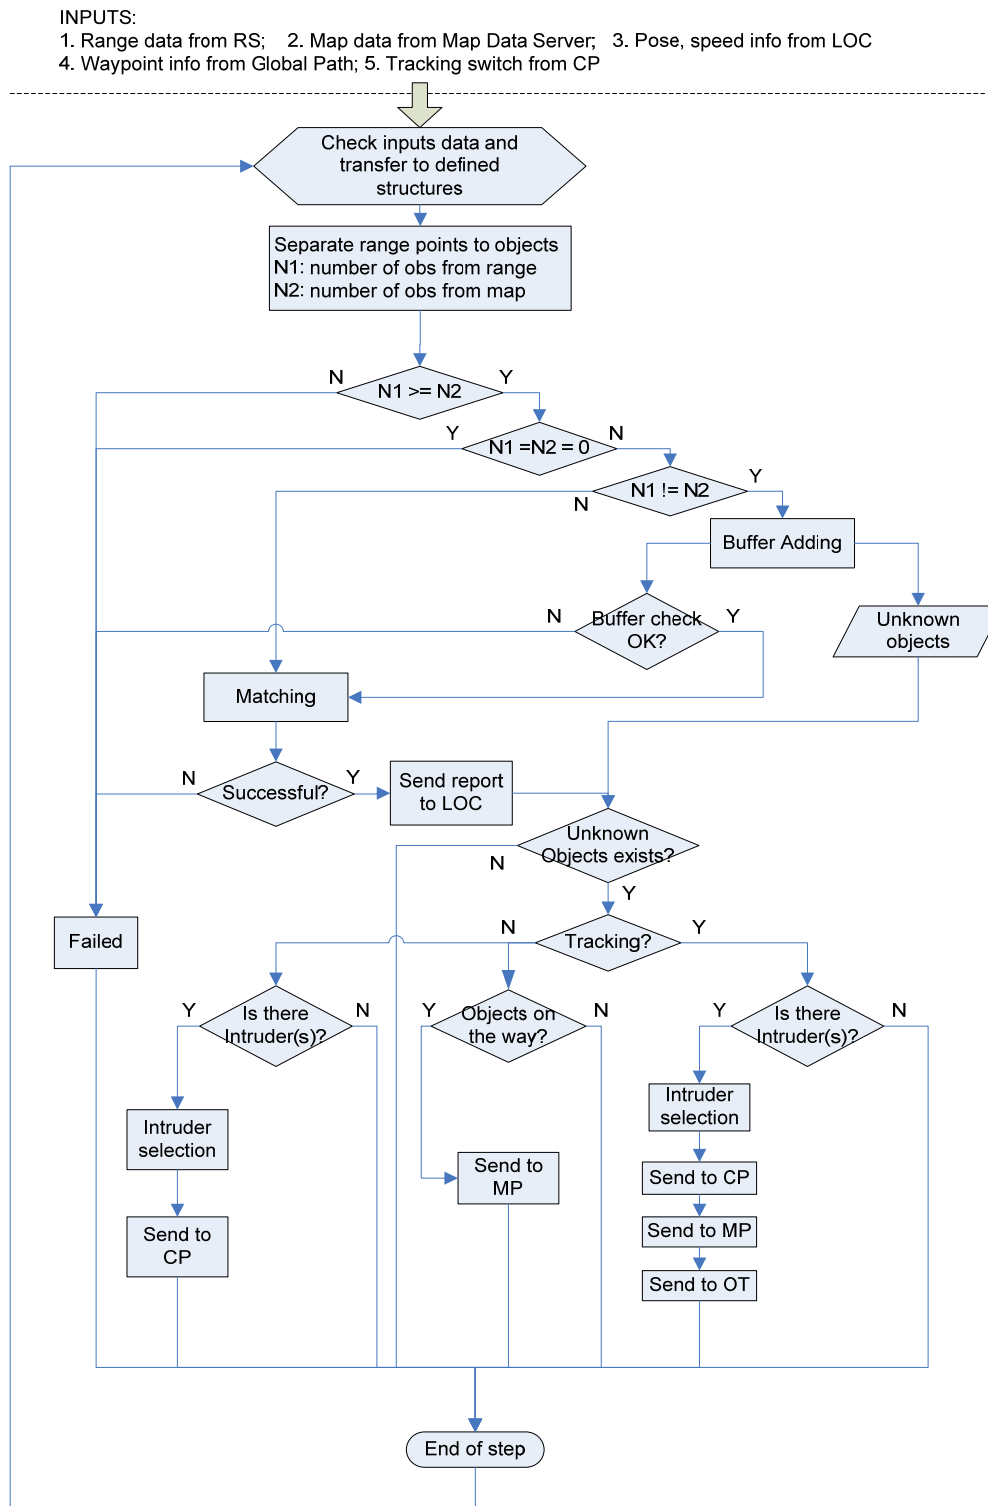 INPUTS:
1. Range data from RS; 2. Map data from Map Data Server; 3. Pose, speed info from LOC
4. Waypoint info from Global Path; 5. Tracking switch from CP
Check inputs data and
transfer to defined
structures
Separate range points to objects
N1: number of obs from range
N2: number of obs from map
N
N1 >= N2
Y
Y
N1 =N2 = 0
N
N
N1 != N2
Y
Buffer Adding
N
Buffer check
OK?
Y
Unknown
objects
Matching
N
Successful?
Y
Send report
to LOC
Unknown
Objects exists?
N
Y
Failed
N
Tracking?
Y
Y
Is there
Intruder(s)?
N
Y
Objects on
the way?
N
Y
Is there
Intruder(s)?
N
Intruder
selection
Send to
CP
Send to
MP
Intruder
selection
Send to CP
Send to MP
Send to OT
End of step